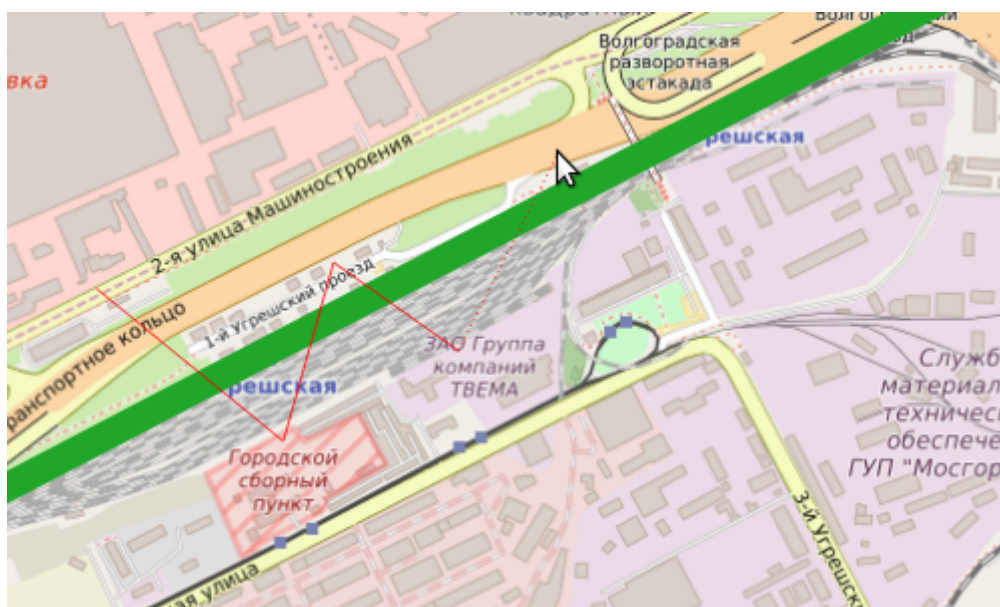 вка
Волгоградская
разворотная
эстакада
2-я улица Машиностроения
решская
1-й Угрешский проезд
ранспортное кольцо
ЗАО Группа
компаний
ТВЕМА
решская
Служб
материал
техничес
обеспече
ГУП "Мосгор
Городской
сборный
пункт
3-й Угрешск
ая улица